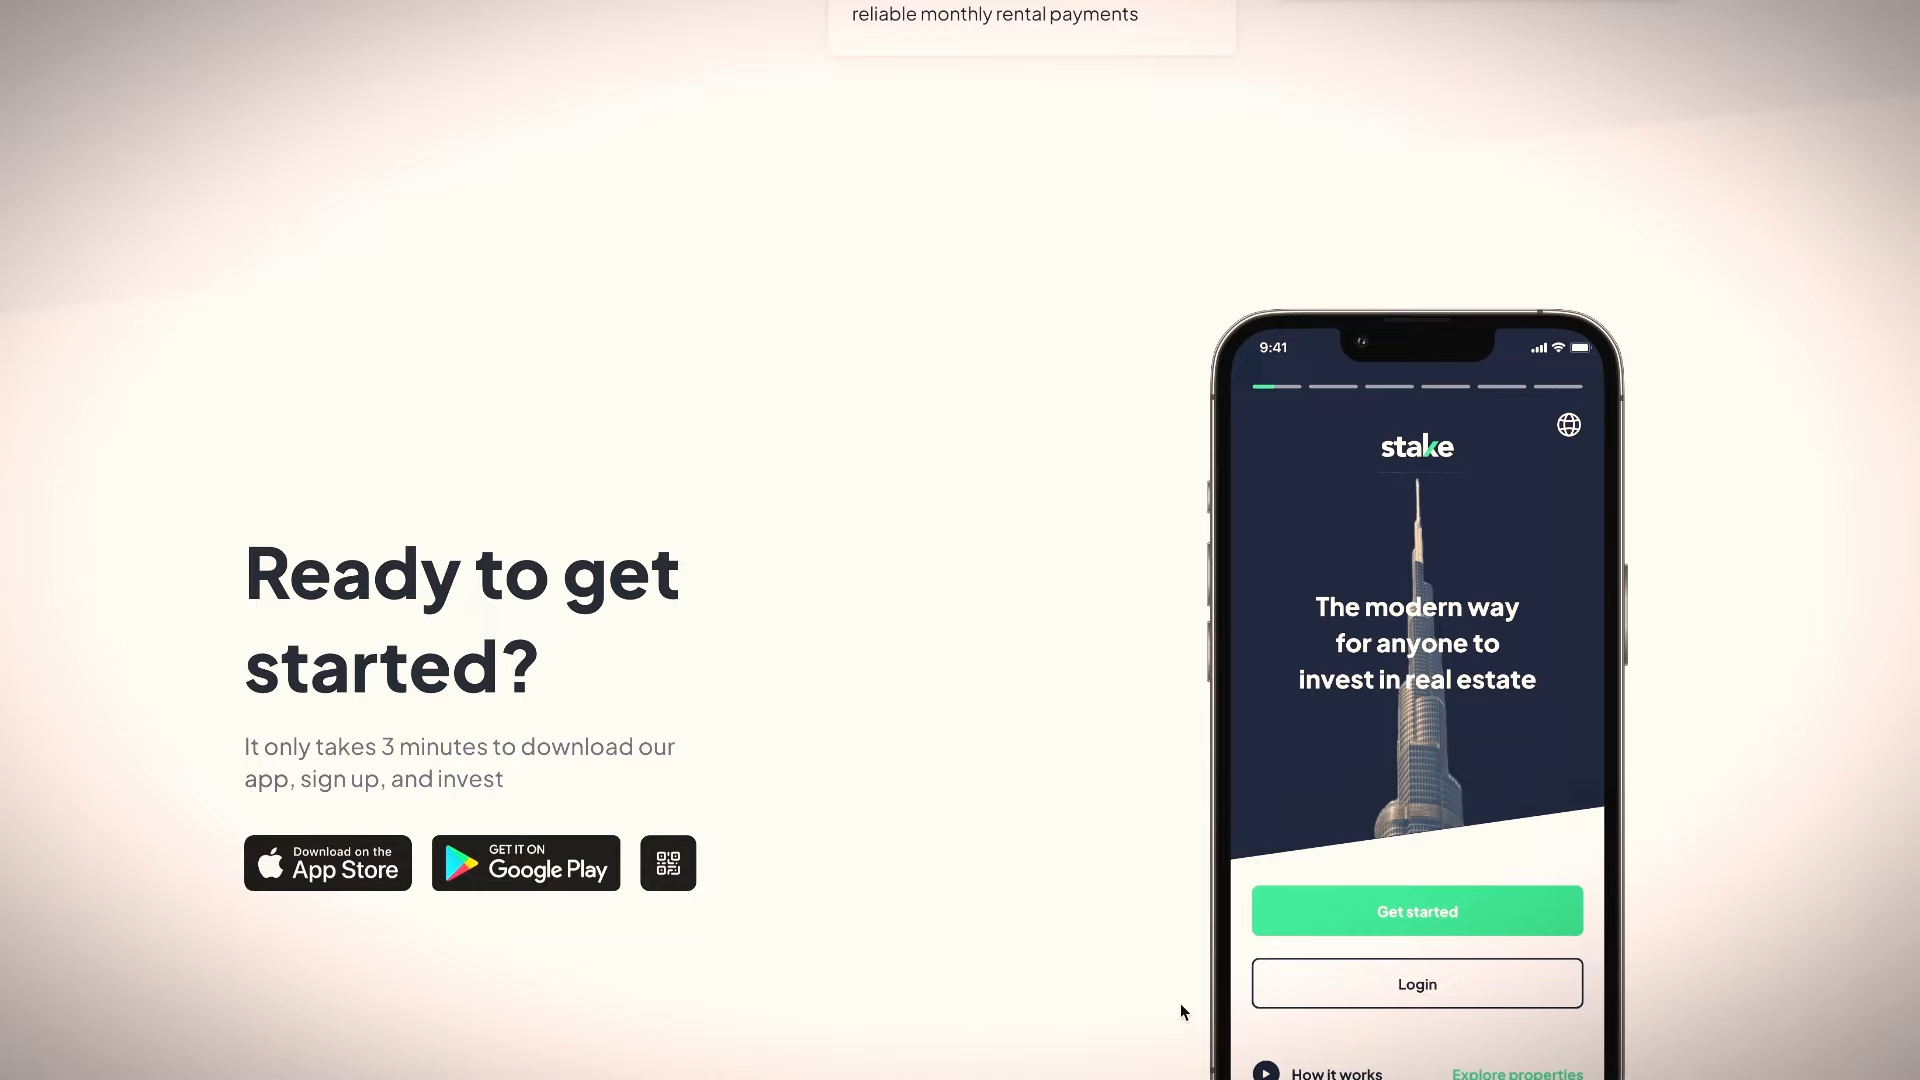 reliable monthly rental payments
Ready to get
started?
It only takes 3 minutes to download our
app, sign up, and invest
Download on the
App Store
GET IT ON
Google Play
9:41
stake
The modern way
for anyone to
invest in real estate
Get started
Login
How it works
Explore properties